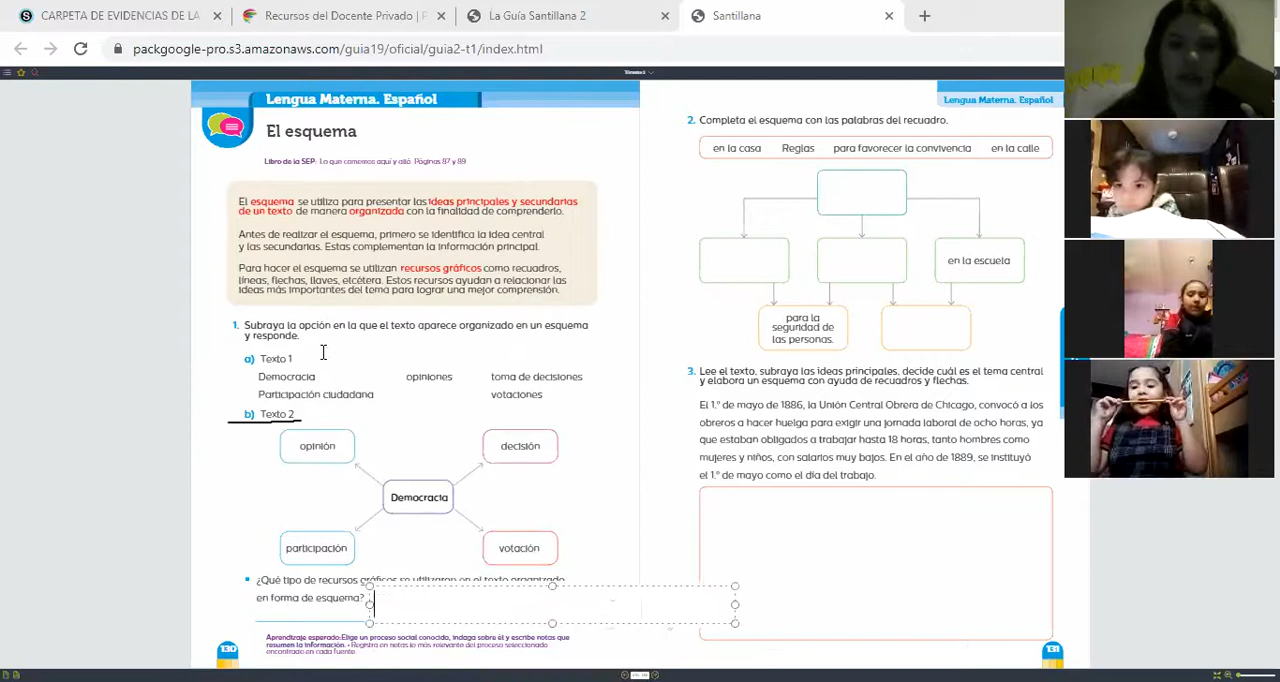 CARPETA DE EVIDENCIAS DE LA
Recursos del Docente Privado |
La Guía Santillana 2
Santillana
packgoogle-pro.s3.amazonaws.com/guia19/oficial/guia2-t1/index.html
Lengua Materna. Español
El esquema
Libro de la SEP: Lo que comemos aquí y allá. Páginas 87 y 89
El esquema se utiliza para presentar las ideas principales y secundarias
de un texto de manera organizada con la finalidad de comprenderlo.
Antes de realizar el esquema, primero se identifica la idea central
y las secundarias. Estas complementan la información principal.
Para hacer el esquema se utilizan recursos gráficos como recuadros,
líneas, flechas, llaves, etcétera. Estos recursos ayudan a relacionar las
ideas más importantes del tema para lograr una mejor comprensión.
1. Subraya la opción en la que el texto aparece organizado en un esquema
y responde.
a) Texto 1
Democracia opiniones toma de decisiones
Participación ciudadana votaciones
b) Texto 2
opinión decisión
Democracia
participación votación
¿Qué tipo de recursos gráficos se utilizaron en el texto organizado
en forma de esquema?
Aprendizaje esperado: Elige un proceso social conocido, indaga sobre él y escribe notas que
resumen la información. • Registra en notas lo más relevante del proceso seleccionado
encontrado en cada fuente.
130
Lengua Materna. Español
2. Completa el esquema con las palabras del recuadro.
en la casa Reglas para favorecer la convivencia en la calle
en la escuela
para la
seguridad de
las personas.
3. Lee el texto, subraya las ideas principales, decide cuál es el tema central
y elabora un esquema con ayuda de recuadros y flechas.
El 1.° de mayo de 1886, la Unión Central Obrera de Chicago, convocó a los
obreros a hacer huelga para exigir una jornada laboral de ocho horas, ya
que estaban obligados a trabajar hasta 18 horas, tanto hombres como
mujeres y niños, con salarios muy bajos. En el año de 1889, se instituyó
el 1.° de mayo como el día del trabajo.
131